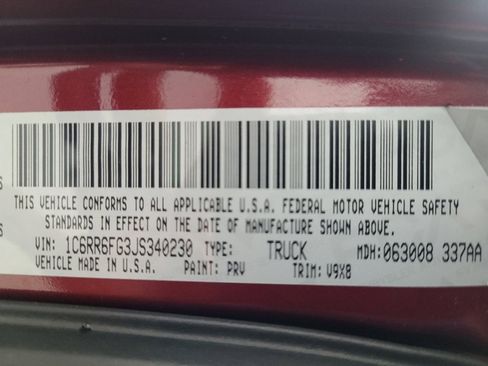 THIS VEHICLE CONFORMS TO ALL APPLICABLE U.S.A. FEDERAL MOTOR VEHICLE SAFETY
STANDARDS IN EFFECT ON THE DATE OF MANUFACTURE SHOWN ABOVE.
VIN: 1C6RR6FG3JS340230 TYPE: TRUCK MDH: 063008 337AA
VEHICLE MADE IN U.S.A. PAINT: PRV TRIM: V9X8